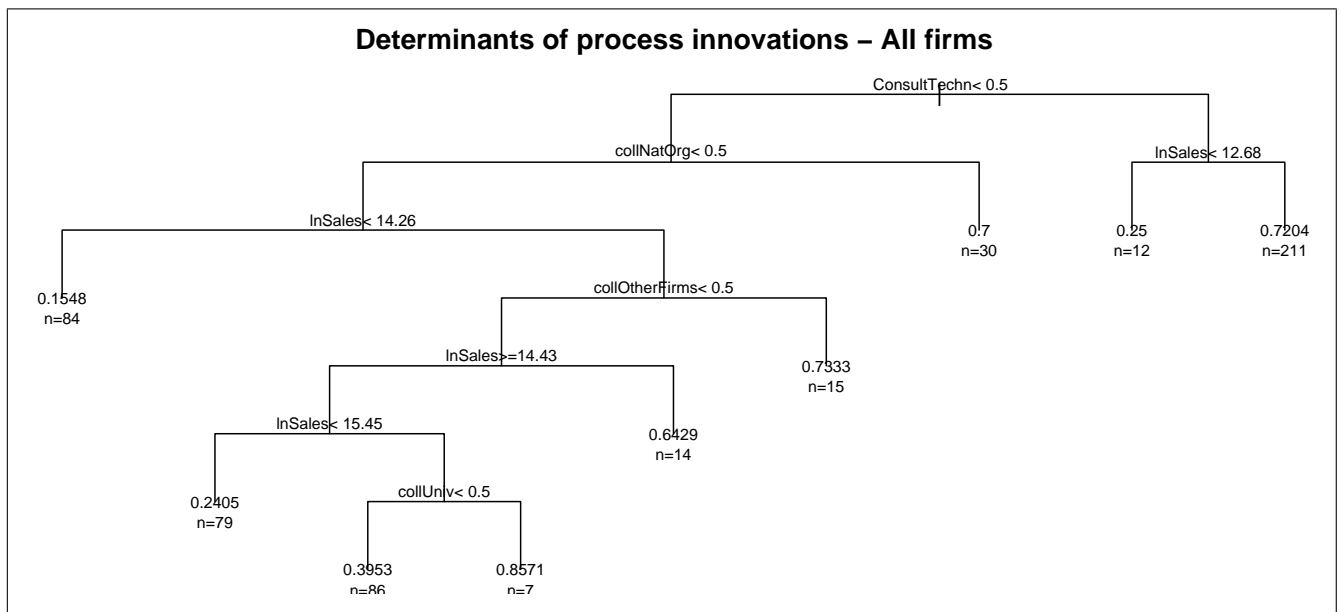 Determinants of process innovations – All firms
ConsultTechn< 0.5
collNatOrg< 0.5
lnSales< 12.68
lnSales< 14.26
0.7
n=30
0.25
n=12
0.7204
n=211
0.1548
n=84
collOtherFirms< 0.5
lnSales>=14.43
0.7333
n=15
lnSales< 15.45
0.6429
n=14
0.2405
n=79
collUniv< 0.5
0.3953
n=86
0.8571
n=7